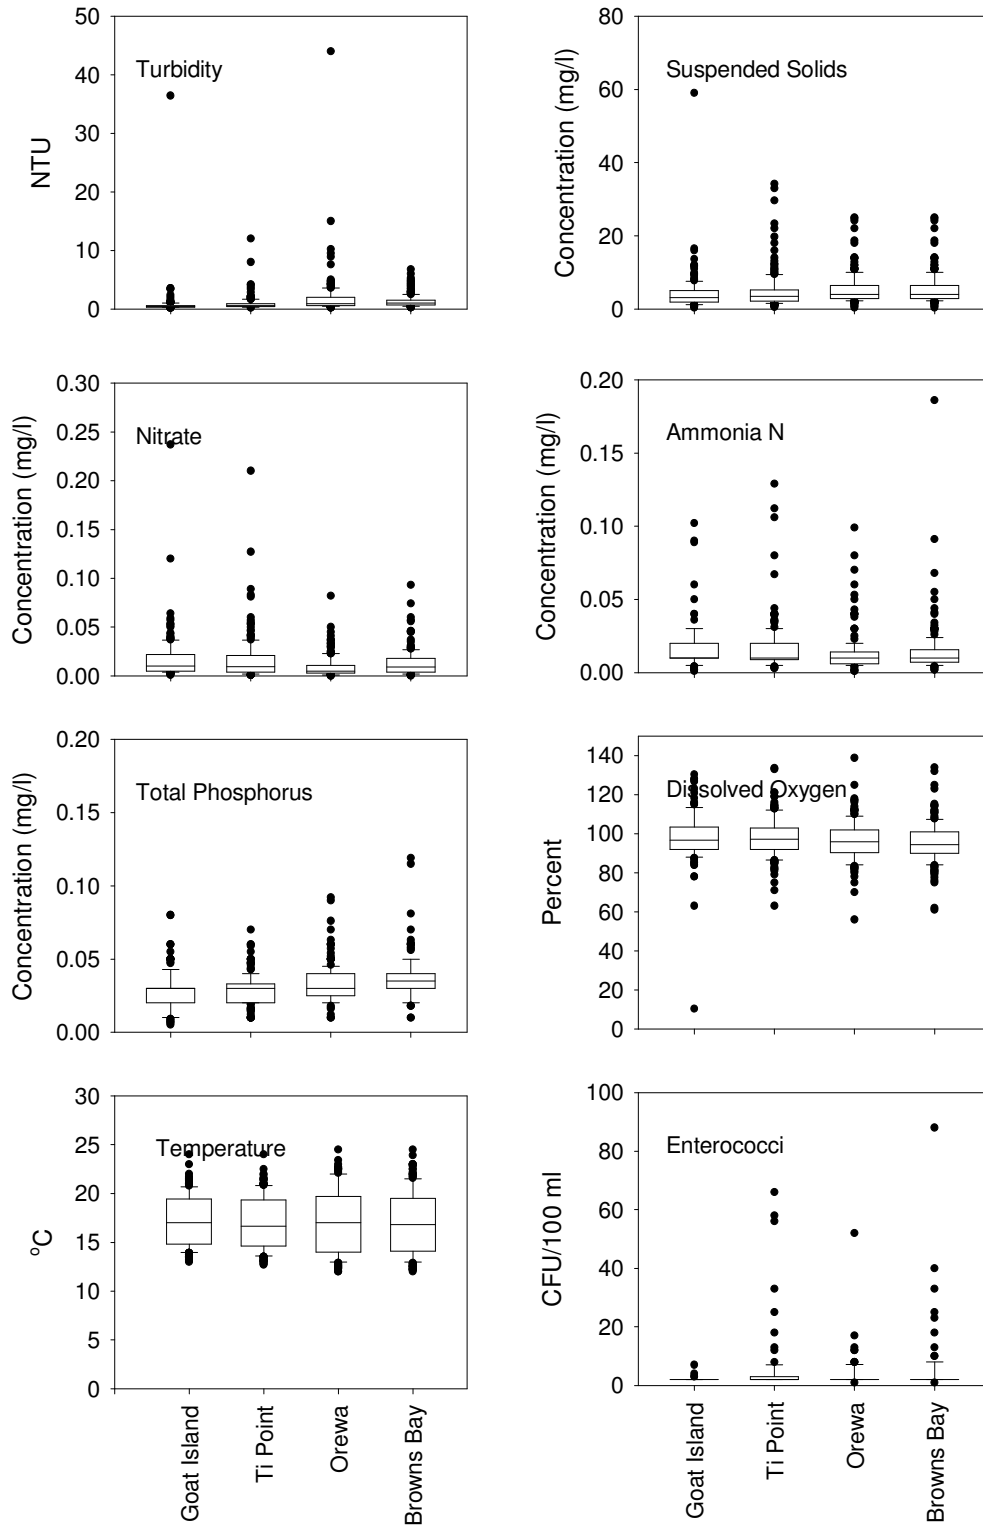 50
40
30
20
10
0
NTU
Turbidity
80
60
40
20
0
Concentration (mg/l)
Suspended Solids
0.30
0.25
0.20
0.15
0.10
0.05
0.00
Concentration (mg/l)
Nitrate
0.20
0.15
0.10
0.05
0.00
Concentration (mg/l)
Ammonia N
0.20
0.15
0.10
0.05
0.00
Concentration (mg/l)
Total Phosphorus
140
120
100
80
60
40
20
0
Percent
Dissolved Oxygen
30
25
20
15
10
5
0
ºC
Temperature
Goat Island
Ti Point
Orewa
Browns Bay
100
80
60
40
20
0
CFU/100 ml
Enterococci
Goat Island
Ti Point
Orewa
Browns Bay